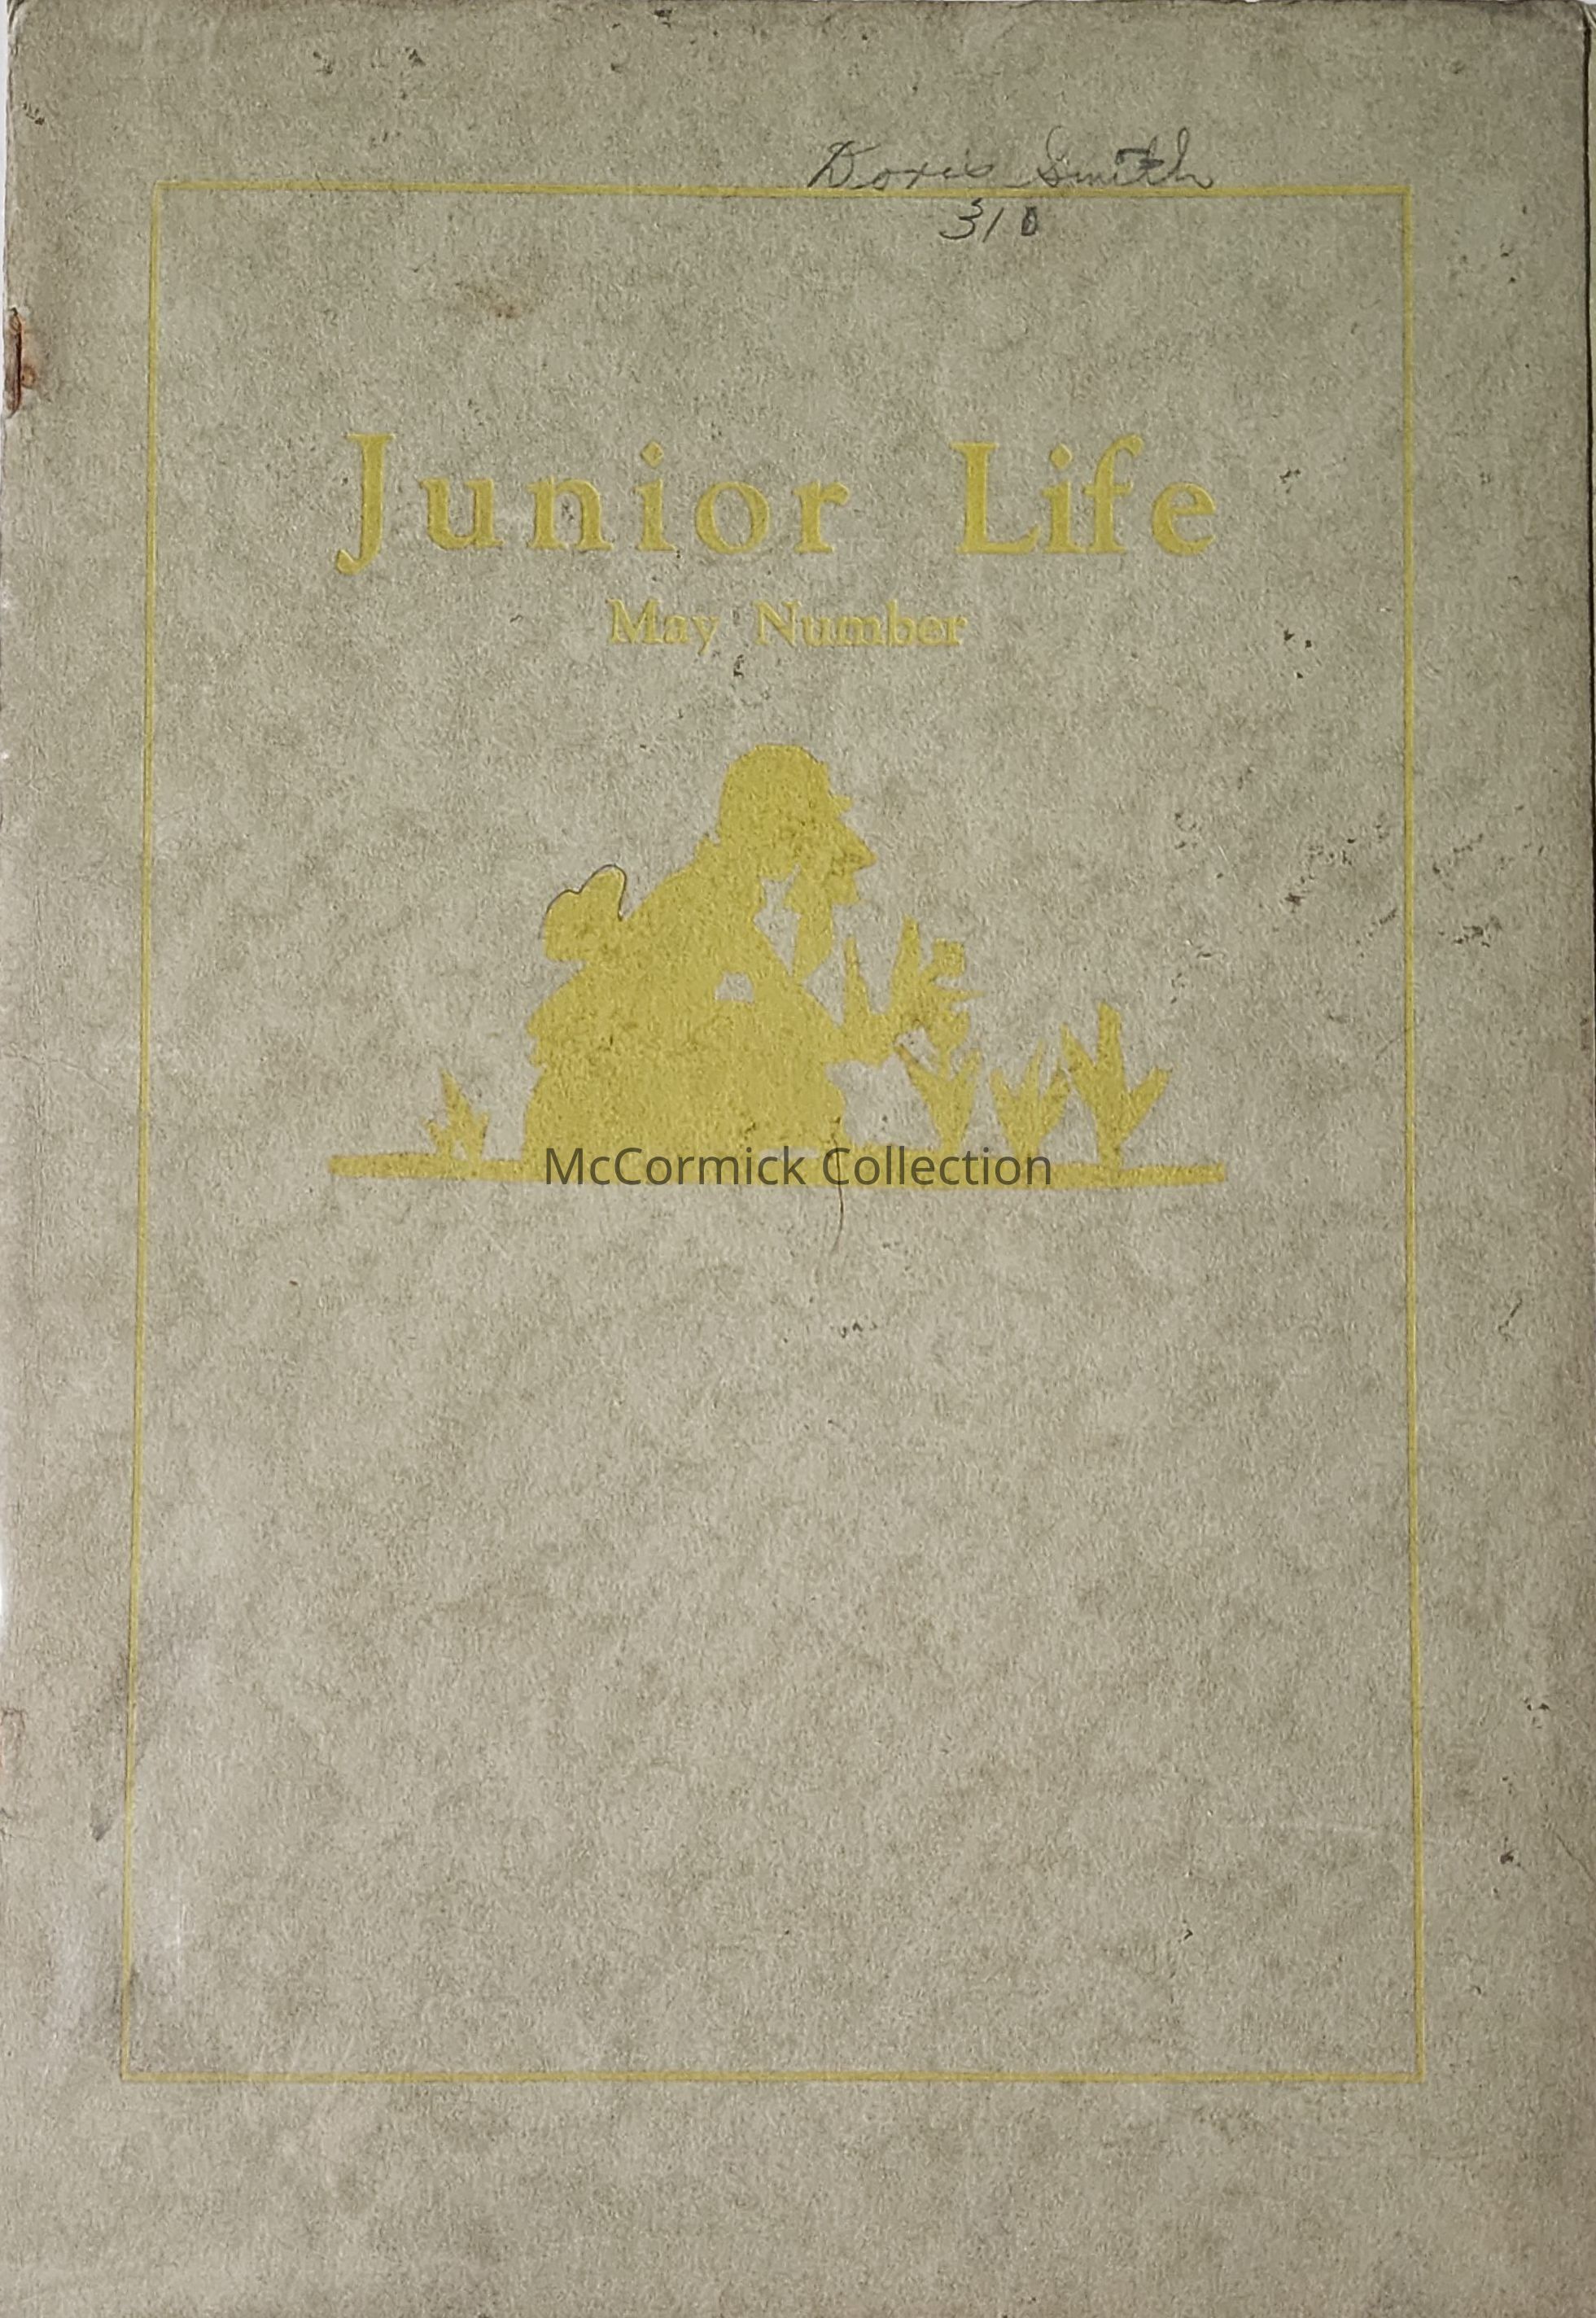 Doris Smith
310
Junior Life
May Number
McCormick Collection